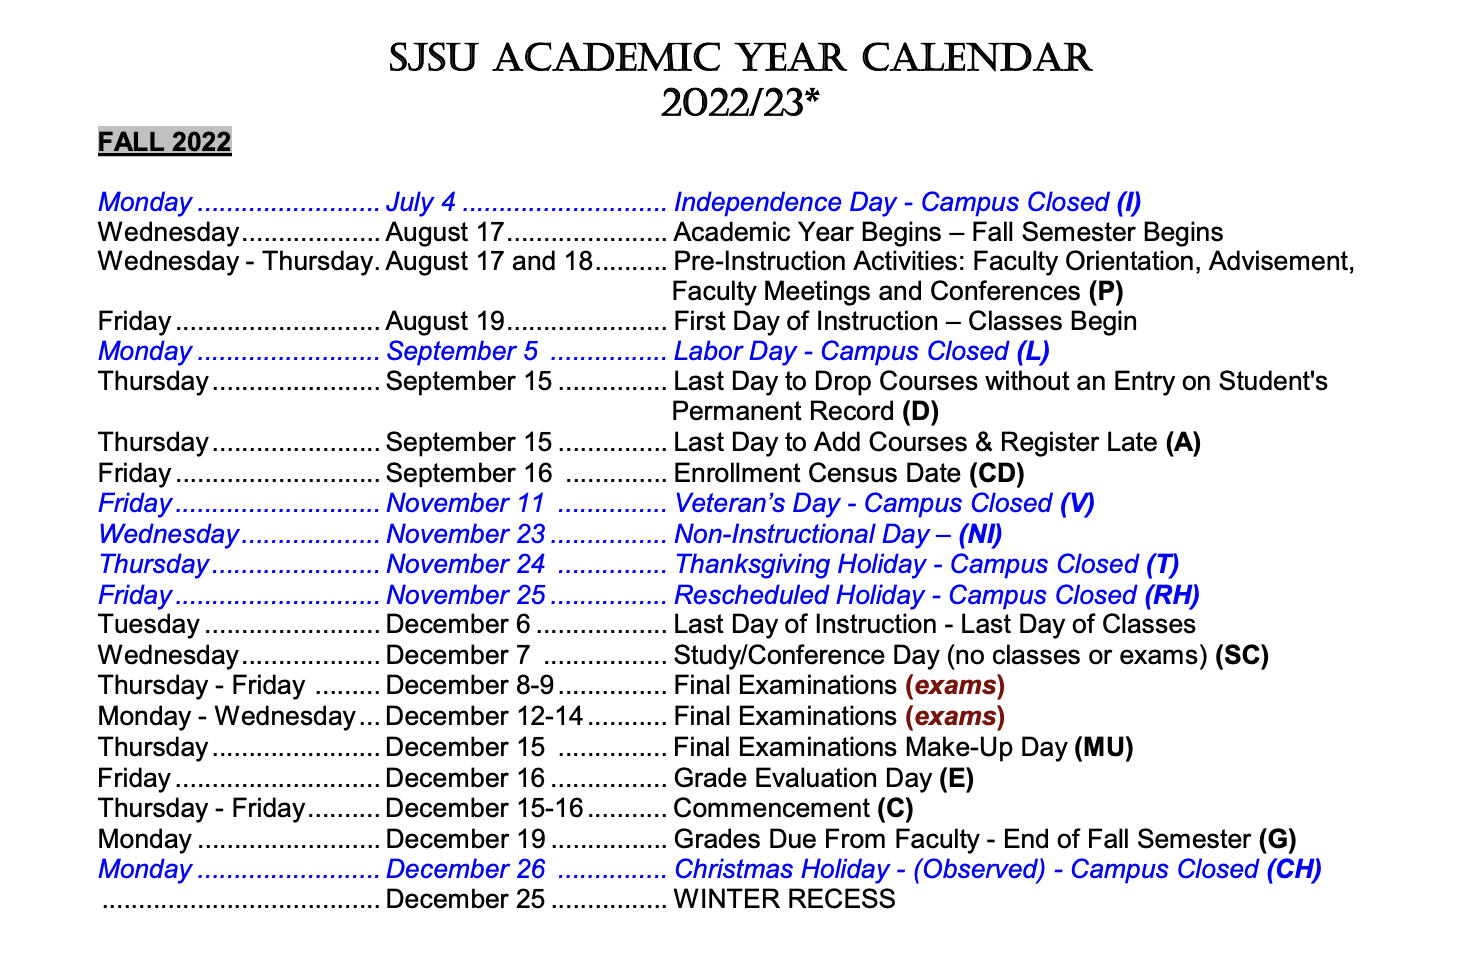 SJSU ACADEMIC YEAR CALENDAR
2022/23*
FALL 2022
Monday ............................ July 4 ............................... Independence Day - Campus Closed (I)
Wednesday..................... August 17........................ Academic Year Begins – Fall Semester Begins
Wednesday - Thursday. August 17 and 18.......... Pre-Instruction Activities: Faculty Orientation, Advisement,
Faculty Meetings and Conferences (P)
Friday ............................... August 19........................ First Day of Instruction – Classes Begin
Monday ............................ September 5 ................. Labor Day - Campus Closed (L)
Thursday ......................... September 15 ................ Last Day to Drop Courses without an Entry on Student's
Permanent Record (D)
Thursday ......................... September 15 ................ Last Day to Add Courses & Register Late (A)
Friday ............................... September 16 ............... Enrollment Census Date (CD)
Friday ............................... November 11 ................ Veteran’s Day - Campus Closed (V)
Wednesday..................... November 23 ................. Non-Instructional Day – (NI)
Thursday ......................... November 24 ................ Thanksgiving Holiday - Campus Closed (T)
Friday ............................... November 25 ................. Rescheduled Holiday - Campus Closed (RH)
Tuesday ........................... December 6 .................... Last Day of Instruction - Last Day of Classes
Wednesday..................... December 7 ................... Study/Conference Day (no classes or exams) (SC)
Thursday - Friday .......... December 8-9 ................ Final Examinations (exams)
Monday - Wednesday ... December 12-14 ............ Final Examinations (exams)
Thursday ......................... December 15 ................ Final Examinations Make-Up Day (MU)
Friday ............................... December 16 ................. Grade Evaluation Day (E)
Thursday - Friday ........... December 15-16 ............ Commencement (C)
Monday ............................ December 19 ................. Grades Due From Faculty - End of Fall Semester (G)
Monday ............................ December 26 ................ Christmas Holiday - (Observed) - Campus Closed (CH)
.......................................... December 25 ................. WINTER RECESS